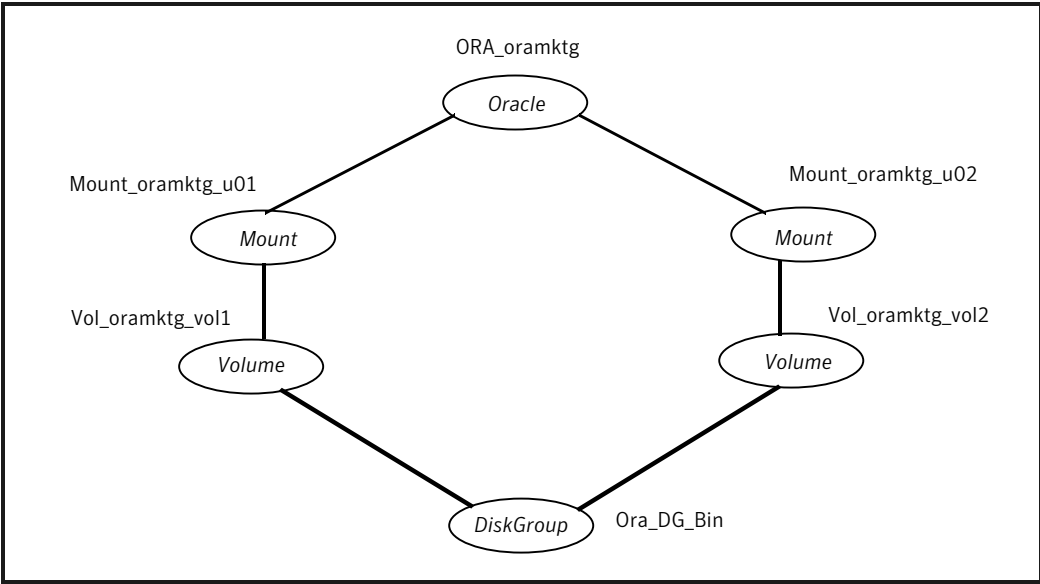 ORA_oramktg
Oracle
Mount_oramktg_u01
Mount_oramktg_u02
Mount
Mount
Vol_oramktg_vol1
Vol_oramktg_vol2
Volume
Volume
DiskGroup
Ora_DG_Bin